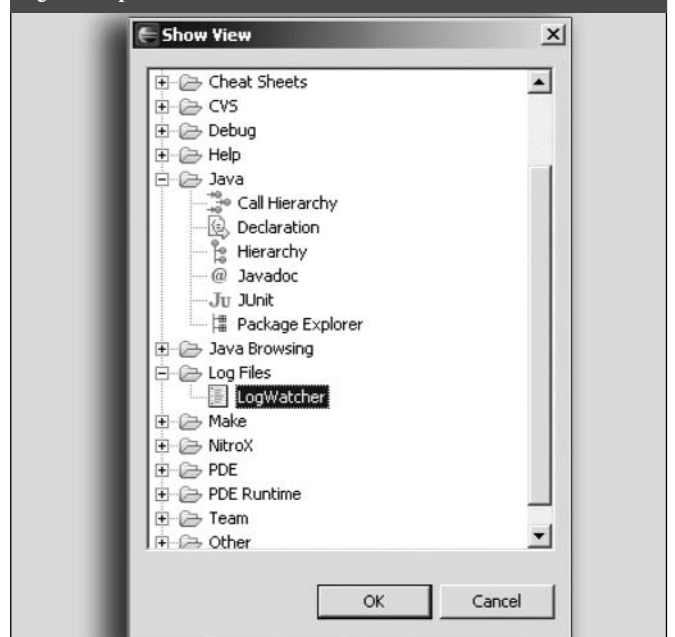 Show View
Cheat Sheets
CVS
Debug
Help
Java
Call Hierarchy
Declaration
Hierarchy
@ Javadoc
Ju JUnit
Package Explorer
Java Browsing
Log Files
LogWatcher
Make
NitroX
PDE
PDE Runtime
Team
Other
OK Cancel